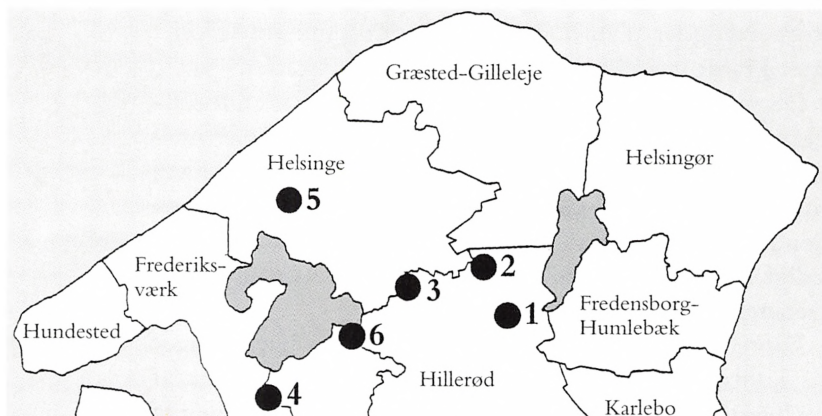 Græsted-Gilleleje
Helsinge
Helsingør
5
Frederiks-
værk
2
3
1
Fredensborg-
Humlebæk
Hundested
6
Hillerød
4
Karlebo